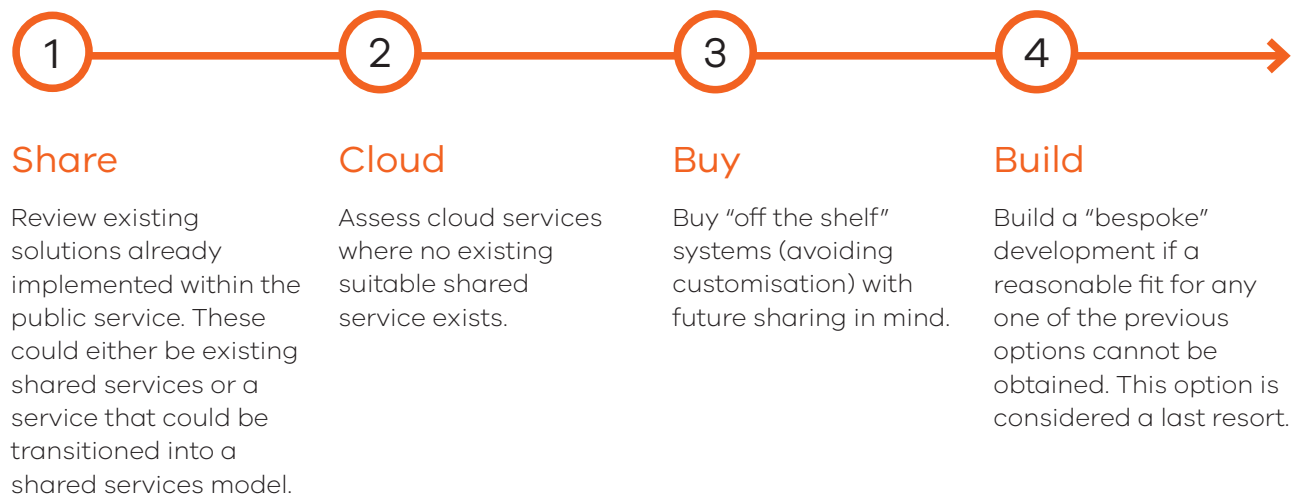 1
2
3
4
Share
Review existing
solutions already
implemented within the
public service. These
could either be existing
shared services or a
service that could be
transitioned into a
shared services model.
Cloud
Assess cloud services
where no existing
suitable shared
service exists.
Buy
Buy “off the shelf”
systems (avoiding
customisation) with
future sharing in mind.
Build
Build a “bespoke”
development if a
reasonable fit for any
one of the previous
options cannot be
obtained. This option is
considered a last resort.